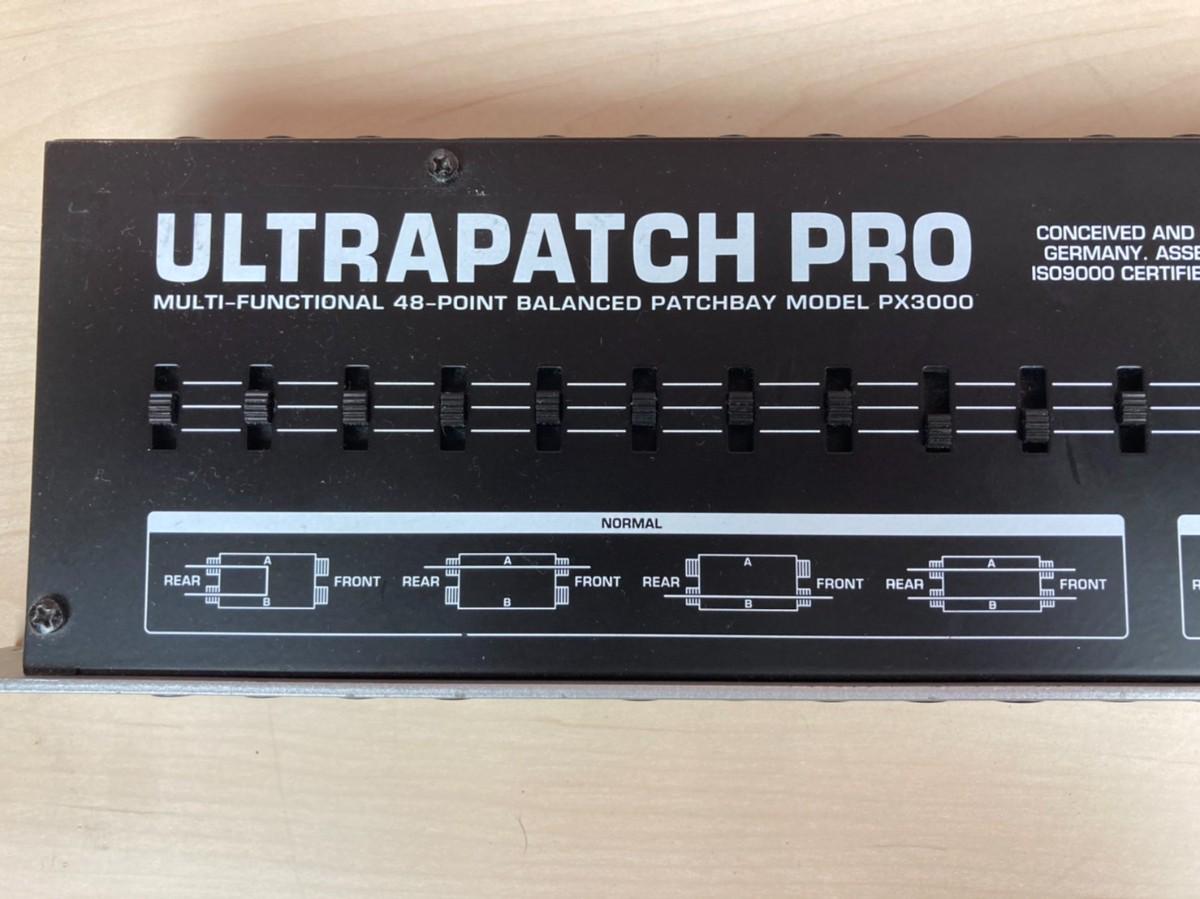 ULTRAPATCH PRO
MULTI-FUNCTIONAL 48-POINT BALANCED PATCHBAY MODEL PX3000
CONCEIVED AND
GERMANY. ASSE
ISO9000 CERTIFIE
NORMAL
REAR A B FRONT REAR A B FRONT REAR A B FRONT REAR A B FRONT
R